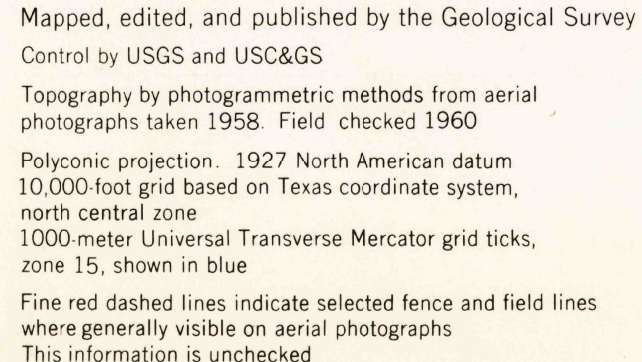 Mapped, edited, and published by the Geological Survey
Control by USGS and USC&GS
Topography by photogrammetric methods from aerial
photographs taken 1958. Field checked 1960
Polyconic projection. 1927 North American datum
10,000-foot grid based on Texas coordinate system,
north central zone
1000-meter Universal Transverse Mercator grid ticks,
zone 15, shown in blue
Fine red dashed lines indicate selected fence and field lines
where generally visible on aerial photographs
This information is unchecked